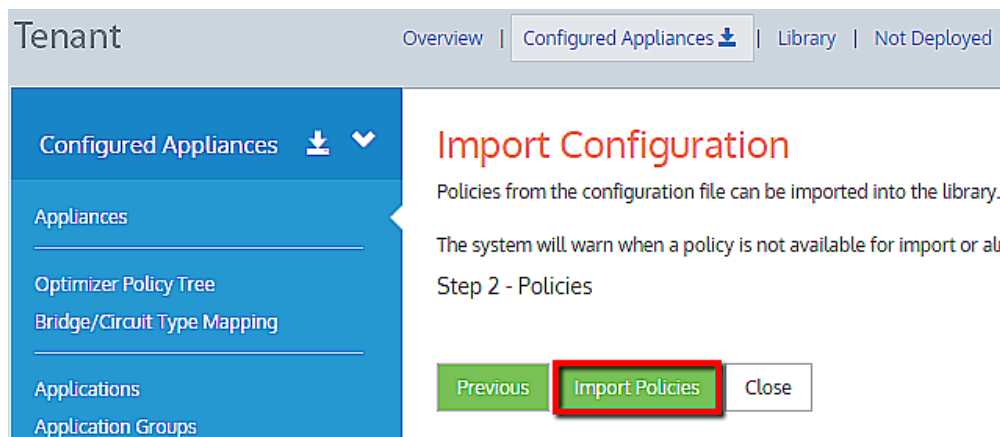 Tenant
Overview | Configured Appliances | Library | Not Deployed
Configured Appliances
Appliances
Optimizer Policy Tree
Bridge/Circuit Type Mapping
Applications
Application Groups
Import Configuration
Policies from the configuration file can be imported into the library.
The system will warn when a policy is not available for import or
Step 2 - Policies
Previous Import Policies Close